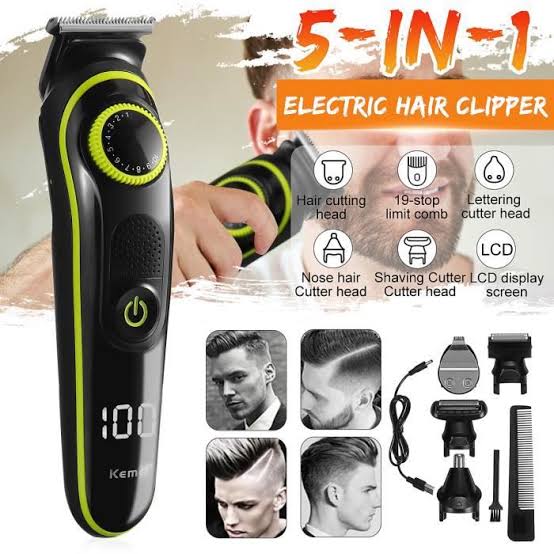 5-IN-1
ELECTRIC HAIR CLIPPER
Hair cutting
head
19-stop
limit comb
Lettering
cutter head
LCD
Nose hair
Cutter head
Shaving Cutter
Cutter head
LCD display
screen
100